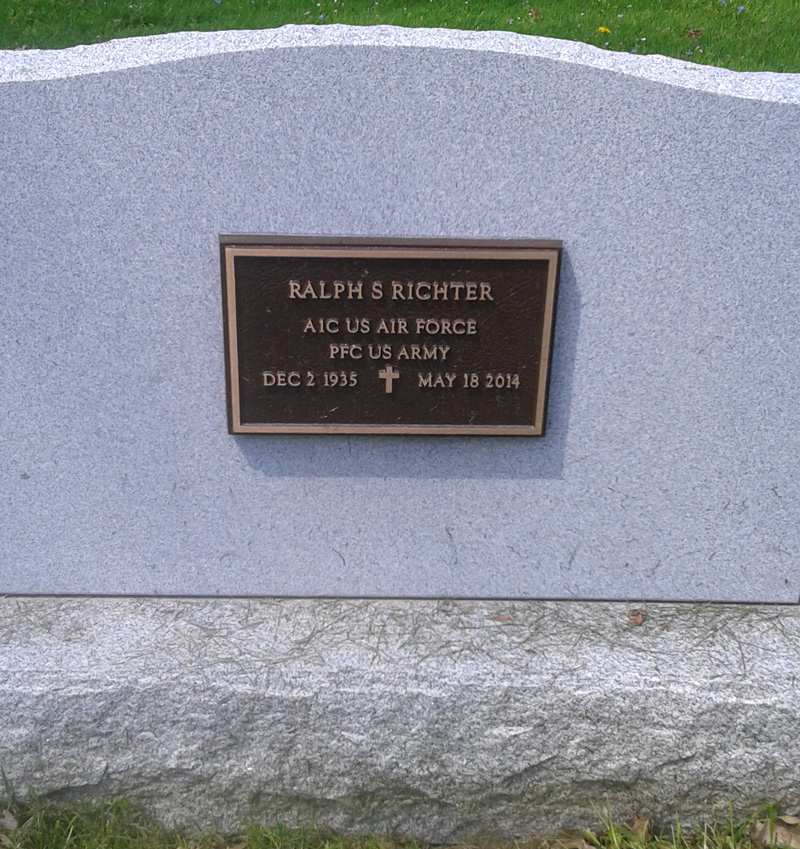 RALPH S RICHTER
A1C US AIR FORCE
PFC US ARMY
DEC 2 1935 MAY 18 2014